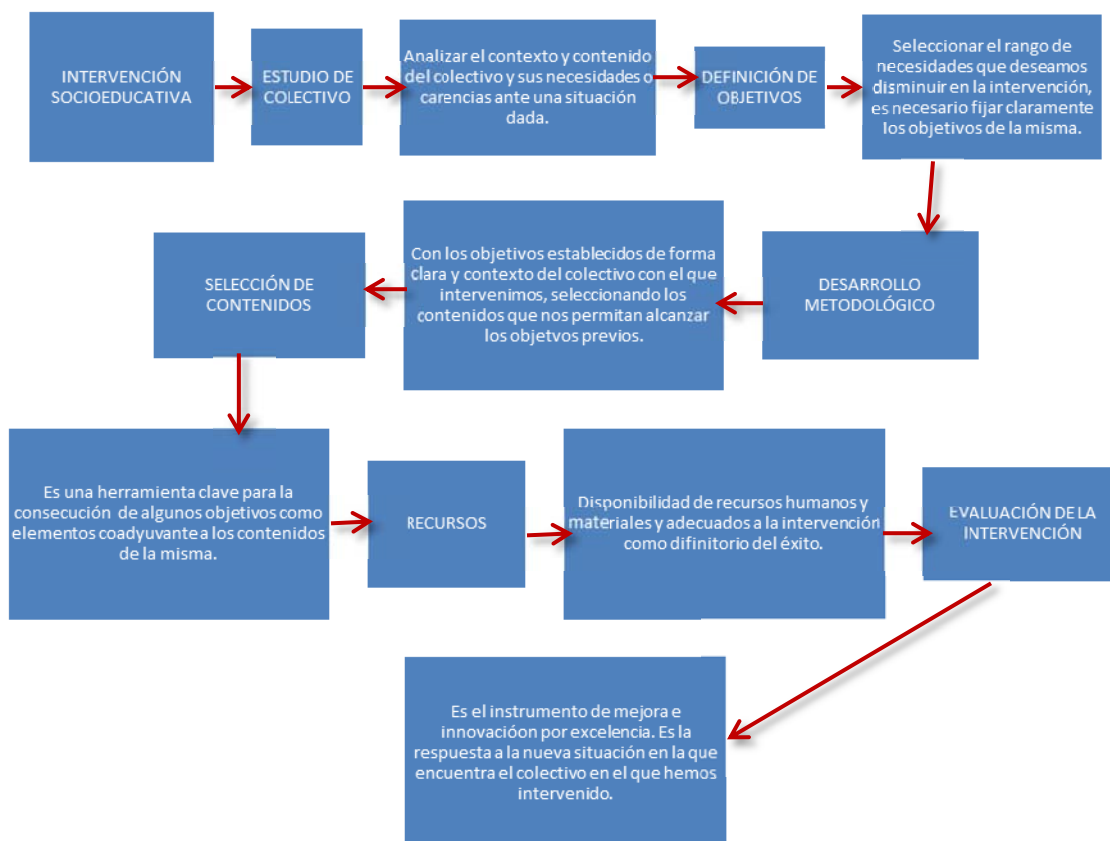 INTERVENCIÓN
SOCIOEDUCATIVA
ESTUDIO DE
COLECTIVO
Analizar el contexto y contenido
del colectivo y sus necesidades o
carencias ante una situación
dada.
DEFINICIÓN DE
OBJETIVOS
Seleccionar el rango de
necesidades que deseamos
disminuir en la intervención,
es necesario fijar claramente
los objetivos de la misma.
DESARROLLO
METODOLÓGICO
Con los objetivos establecidos de forma
clara y contexto del colectivo con el que
intervenimos, seleccionando los
contenidos que nos permitan alcanzar
los objetvos previos.
SELECCIÓN DE
CONTENIDOS
Es una herramienta clave para la
consecución de algunos objetivos como
elementos coadyuvante a los contenidos
de la misma.
RECURSOS
Disponibilidad de recursos humanos y
materiales y adecuados a la intervención
como difinitorio del éxito.
EVALUACIÓN DE LA
INTERVENCIÓN
Es el instrumento de mejora e
innovacióon por excelencia. Es la
respuesta a la nueva situación en la que
encuentra el colectivo en el que hemos
intervenido.